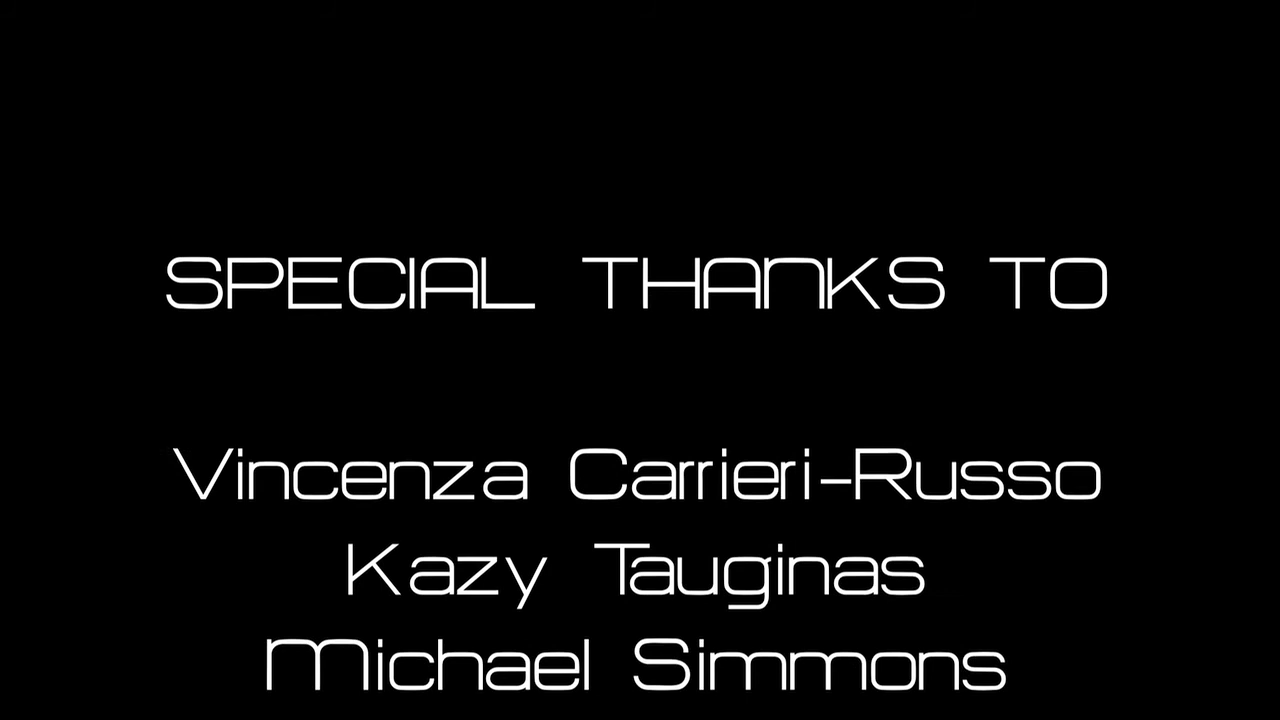 SPECIAL THANKS TO
Vincenza Carrieri-Russo
Kazy Tauginas
Michael Simmons